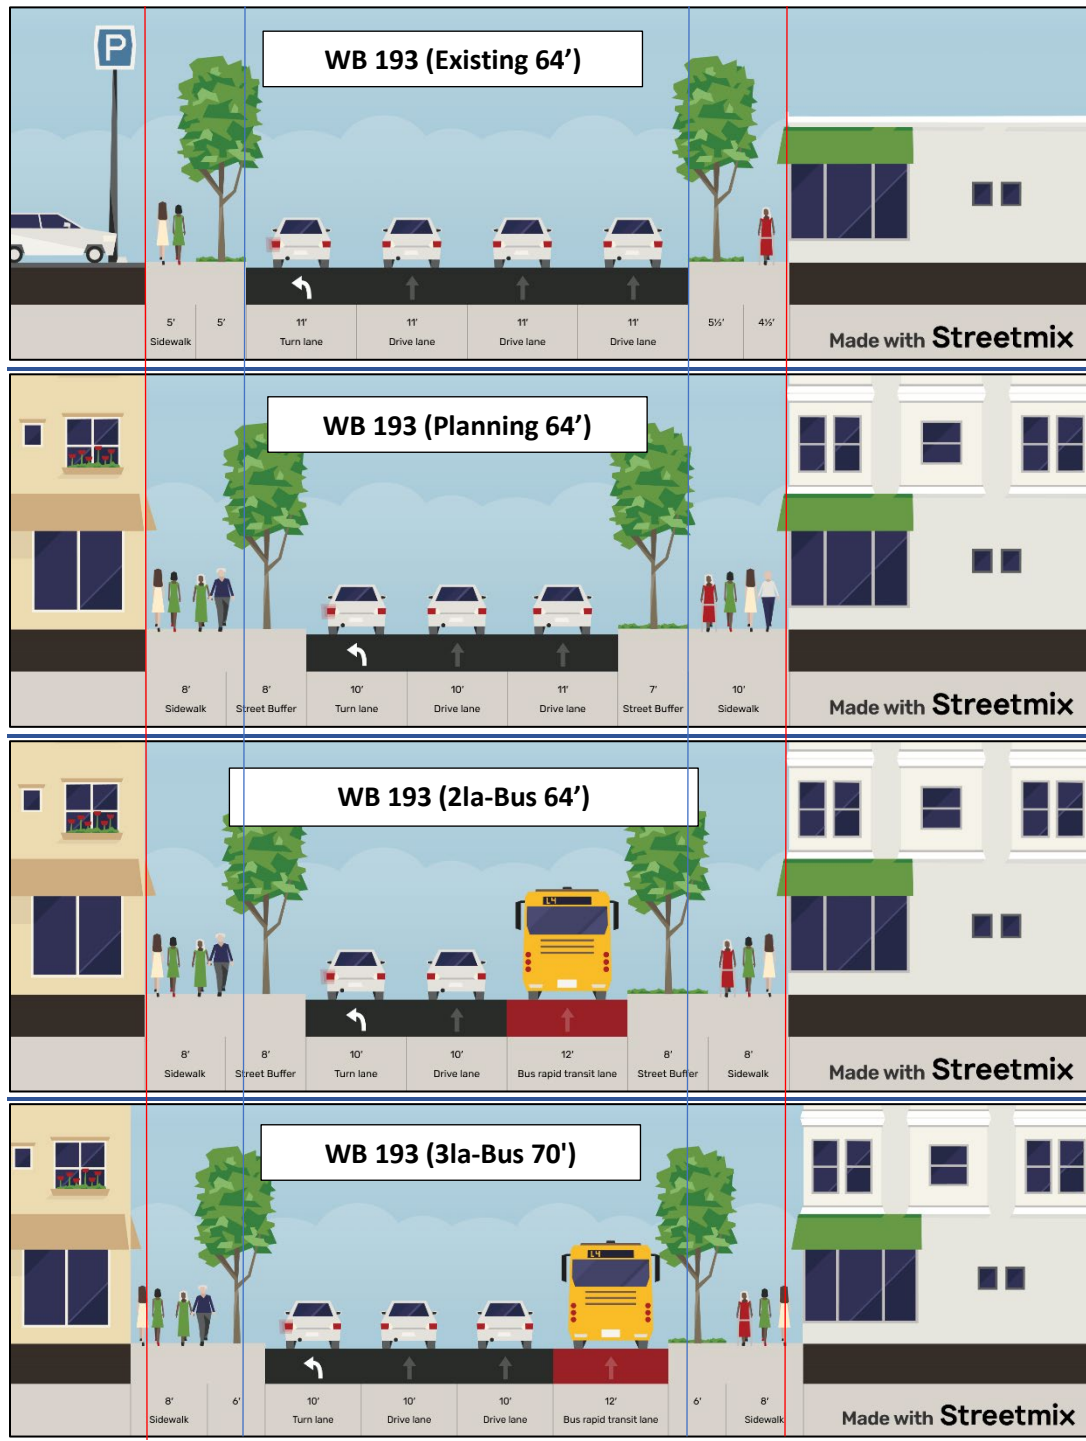 P
WB 193 (Existing 64’)
5' 5' 11' 11' 11' 11' 5½' 4½'
Sidewalk Turn lane Drive lane Drive lane Drive lane
Made with Streetmix
WB 193 (Planning 64’)
8' 8' 10' 10' 11' 7' 10'
Sidewalk Street Buffer Turn lane Drive lane Drive lane Street Buffer Sidewalk
Made with Streetmix
WB 193 (2la-Bus 64’)
L4
8' 8' 10' 10' 12' 8' 8'
Sidewalk Street Buffer Turn lane Drive lane Bus rapid transit lane Street Buffer Sidewalk
Made with Streetmix
WB 193 (3la-Bus 70')
L4
8' 6' 10' 10' 10' 12' 6' 8'
Sidewalk Turn lane Drive lane Drive lane Bus rapid transit lane Sidewalk
Made with Streetmix